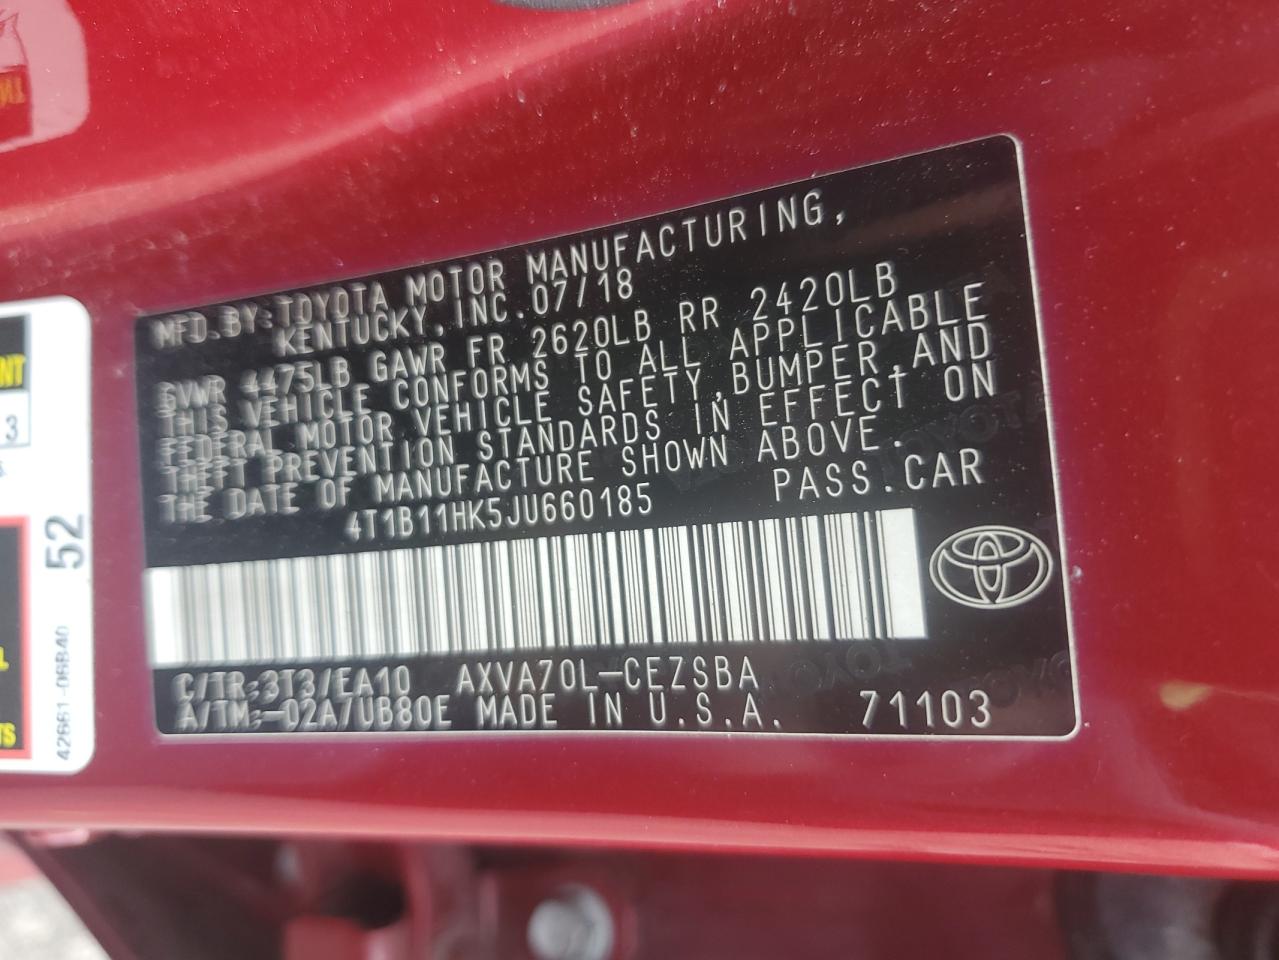 MFD.BY:TOYOTA MOTOR MANUFACTURING,
KENTUCKY,INC.07/18
GVWR 4475LB GAWR FR 2620LB RR 2420LB
THIS VEHICLE CONFORMS TO ALL APPLICABLE
FEDERAL MOTOR VEHICLE SAFETY,BUMPER,AND
THEFT PREVENTION STANDARDS IN EFFECT ON
THE DATE OF MANUFACTURE SHOWN ABOVE.
4T1B11HK5JU660185 PASS.CAR
C/TR:3T3/EA10 AXVA70L-CEZSBA
A/TM:-02A/UB80E MADE IN U.S.A. 71103
NT
3
52
42661-06B40
L
TS